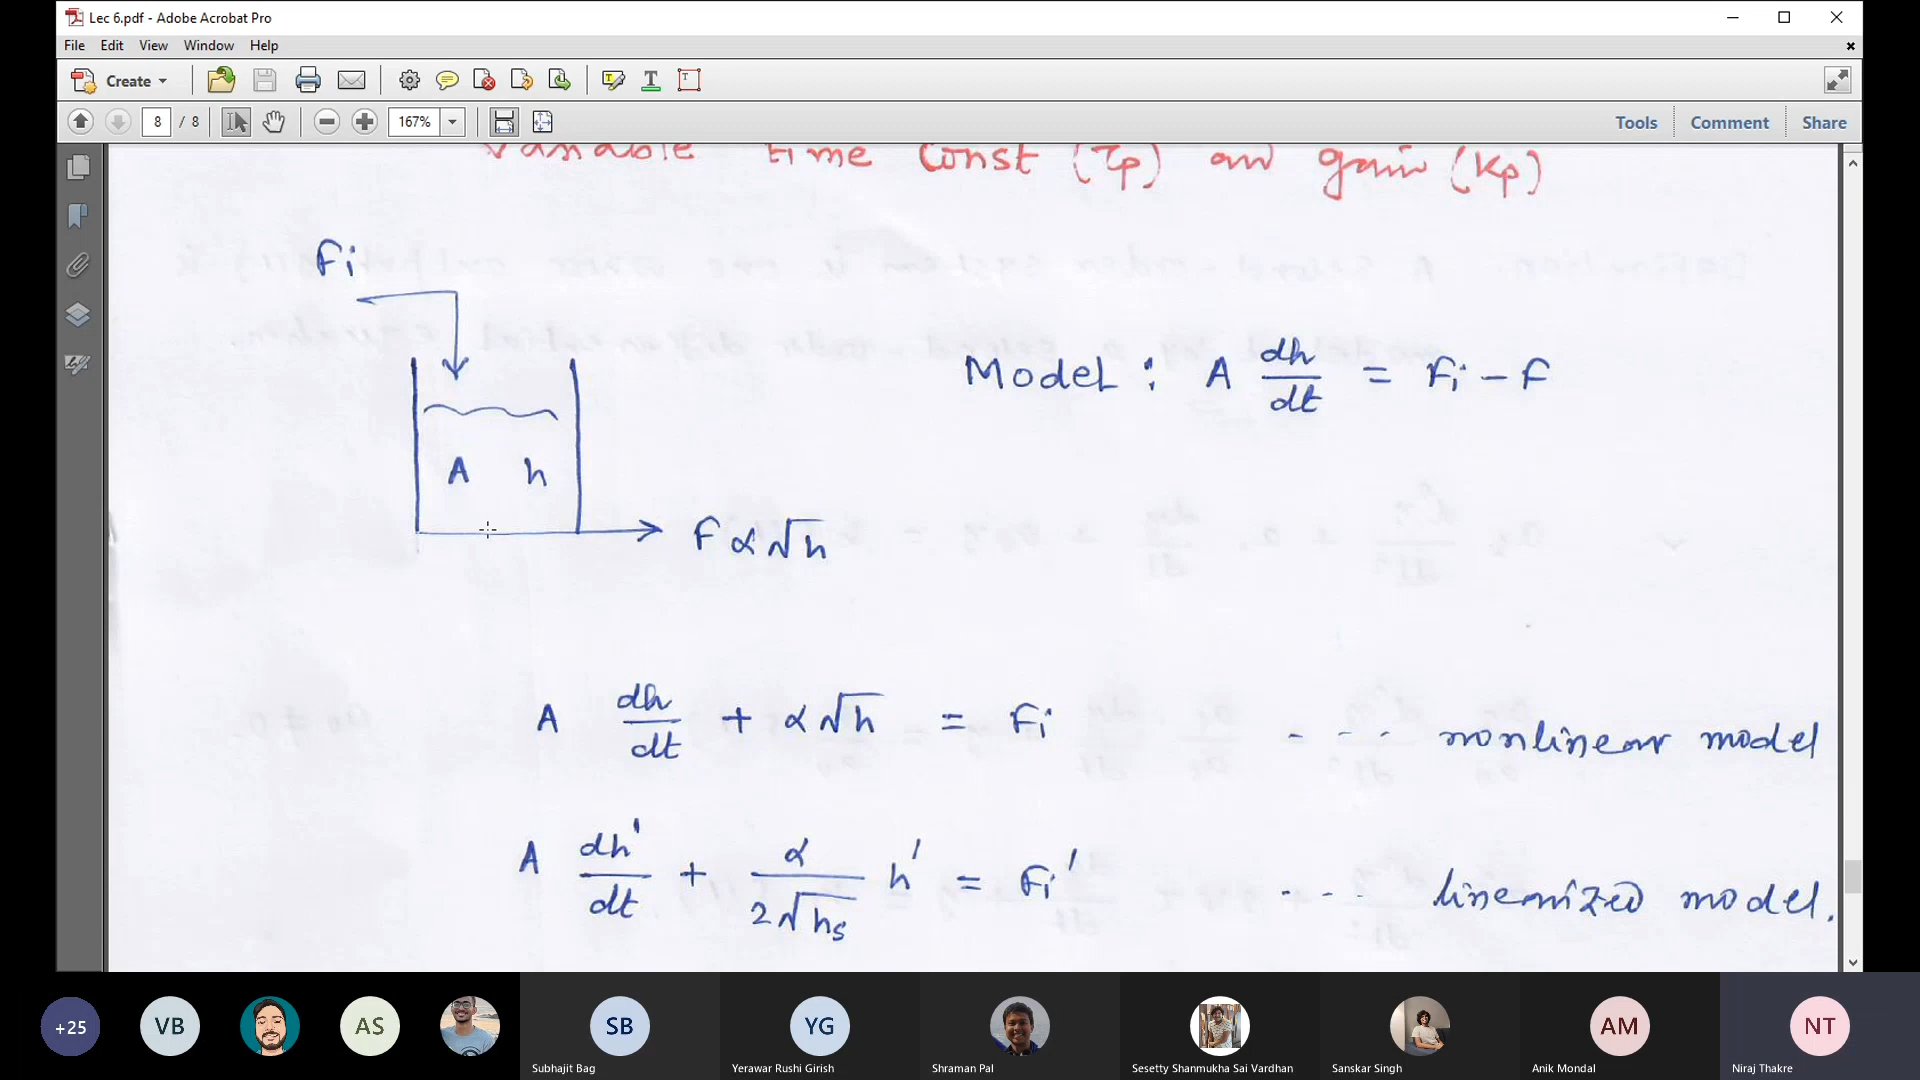 Lec 6.pdf - Adobe Acrobat Pro
File Edit View Window Help
Create
8 / 8 167% Tools Comment Share
Variable time const (τp) and gain (Kp)
Fi
Model : A dh/dt = Fi - F
A h
F α √h
A dh/dt + α√h = Fi - - - nonlinear model
A dh'/dt + α/2√hs h' = Fi' - - - linearized model.
+25 VB AS SB YG AM NT
Subhajit Bag Yerawar Rushi Girish Shraman Pal Sesetty Shanmukha Sai Vardhan Sanskar Singh Anik Mondal Niraj Thakre